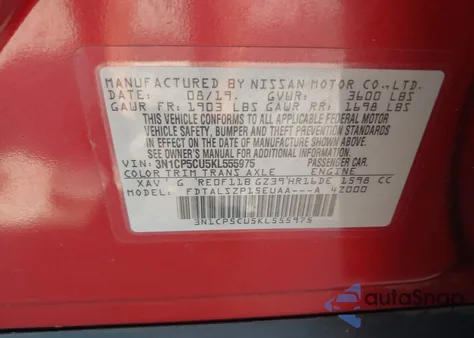 MANUFACTURED BY NISSAN MOTOR CO., LTD.
DATE: 08/19. GVWR: 3600 LBS
GAWR FR: 1903 LBS GAWR RR: 1698 LBS
THIS VEHICLE CONFORMS TO ALL APPLICABLE FEDERAL MOTOR
VEHICLE SAFETY, BUMPER AND THEFT PREVENTION STANDARDS
IN EFFECT ON THE DATE OF MANUFACTURE SHOWN ABOVE.
SEE OWNER'S MANUAL FOR ADDITIONAL INFORMATION.
VIN: 3N1CP5CU5KL555975 PASSENGER CAR.
COLOR TRIM TRANS AXLE ENGINE
XAV G RE0F11B GZ39 HR16DE 1598 CC
MODEL: FDTALSZP15EUAA---A 4Z000
3N1CP5CU5KL555975
autoSnap